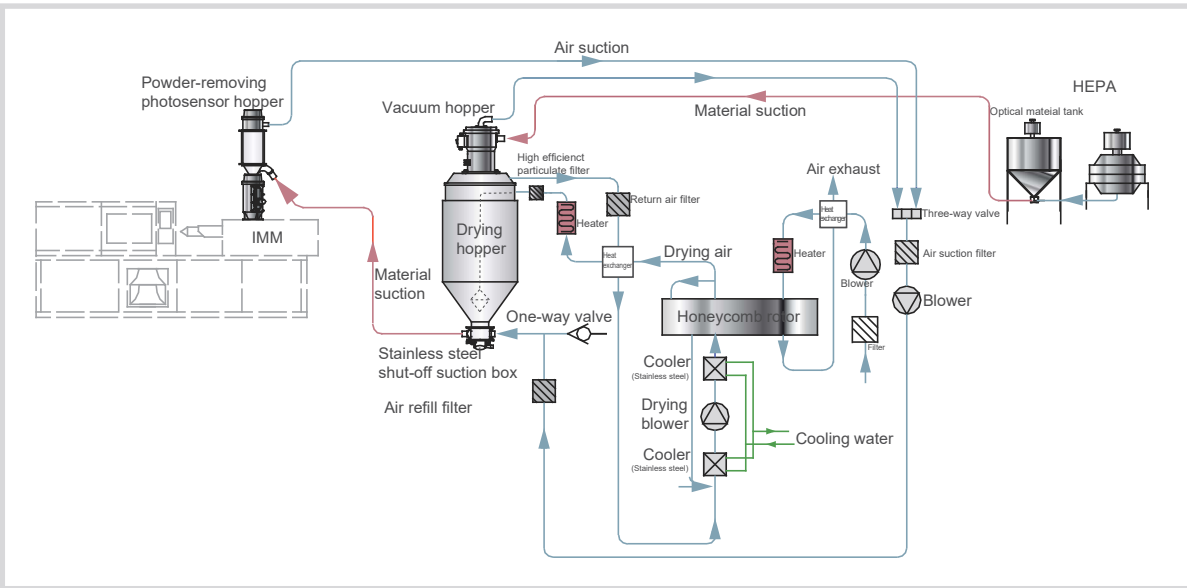 Air suction
Powder-removing
photosensor hopper
Vacuum hopper
Material suction
HEPA
Optical mateial tank
High efficienct
particulate filter
Air exhaust
Return air filter
Heat
exchanger
Three-way valve
Heater
Drying
hopper
IMM
Heat
exchanger
Drying air
Heater
Air suction filter
Blower
Material
suction
Blower
One-way valve
Honeycomb rotor
Filter
Stainless steel
shut-off suction box
Cooler
(Stainless steel)
Air refill filter
Drying
blower
Cooling water
Cooler
(Stainless steel)